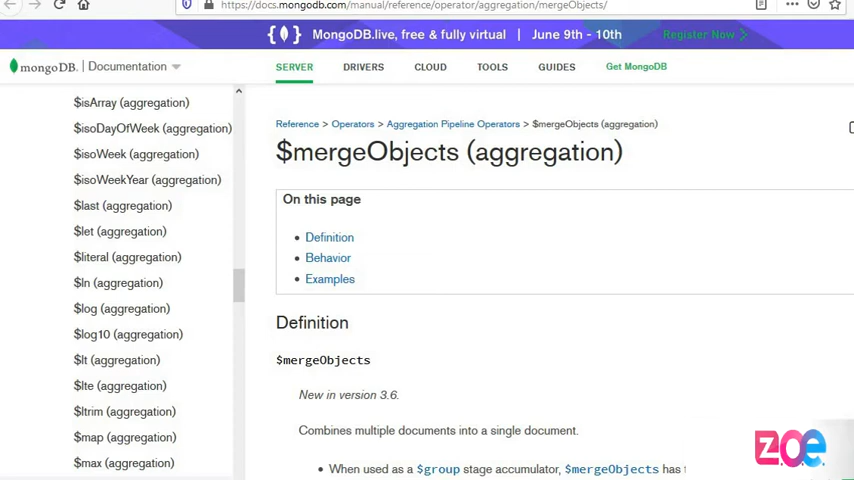 https://docs.mongodb.com/manual/reference/operator/aggregation/mergeObjects/
MongoDB.live, free & fully virtual | June 9th - 10th
Register Now
mongoDB. | Documentation
SERVER DRIVERS CLOUD TOOLS GUIDES Get MongoDB
$isArray (aggregation)
$isoDayOfWeek (aggregation)
$isoWeek (aggregation)
$isoWeekYear (aggregation)
$last (aggregation)
$let (aggregation)
$literal (aggregation)
$ln (aggregation)
$log (aggregation)
$log10 (aggregation)
$lt (aggregation)
$lte (aggregation)
$ltrim (aggregation)
$map (aggregation)
$max (aggregation)
Reference > Operators > Aggregation Pipeline Operators > $mergeObjects (aggregation)
$mergeObjects (aggregation)
On this page
• Definition
• Behavior
• Examples
Definition
$mergeObjects
New in version 3.6.
Combines multiple documents into a single document.
• When used as a $group stage accumulator, $mergeObjects has
zoe